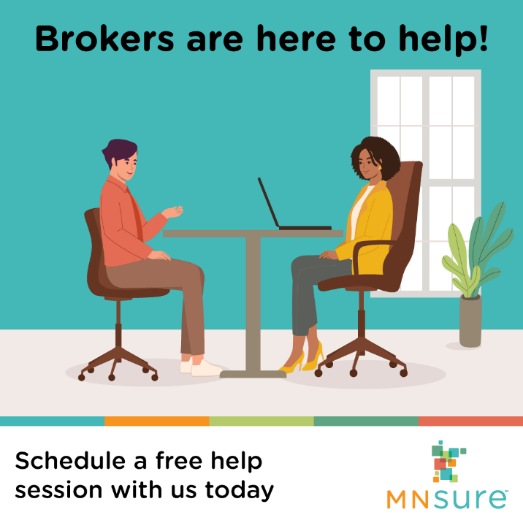 Brokers are here to help!
Schedule a free help
session with us today
MNsure